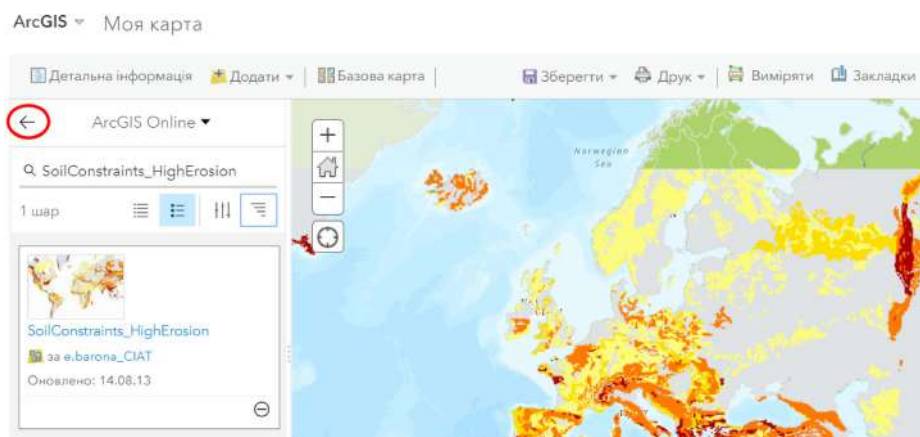 ArcGIS Моя карта
Детальна інформація Додати Базова карта Зберегти Друк Виміряти Закладки
ArcGIS Online
SoilConstraints_HighErosion
1 шар
SoilConstraints_HighErosion
за e.barona_CIAT
Оновлено: 14.08.13
Norwegian
Sea